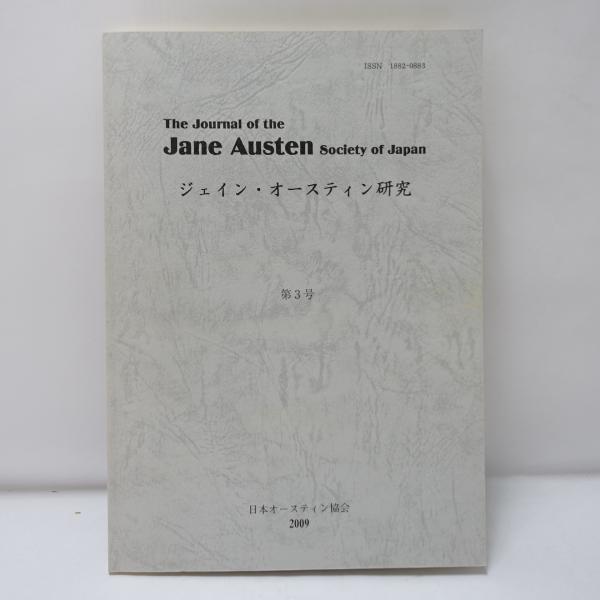 ISSN 1882-0883
The Journal of the
Jane Austen Society of Japan
ジェイン・オースティン研究
第3号
日本オースティン協会
2009